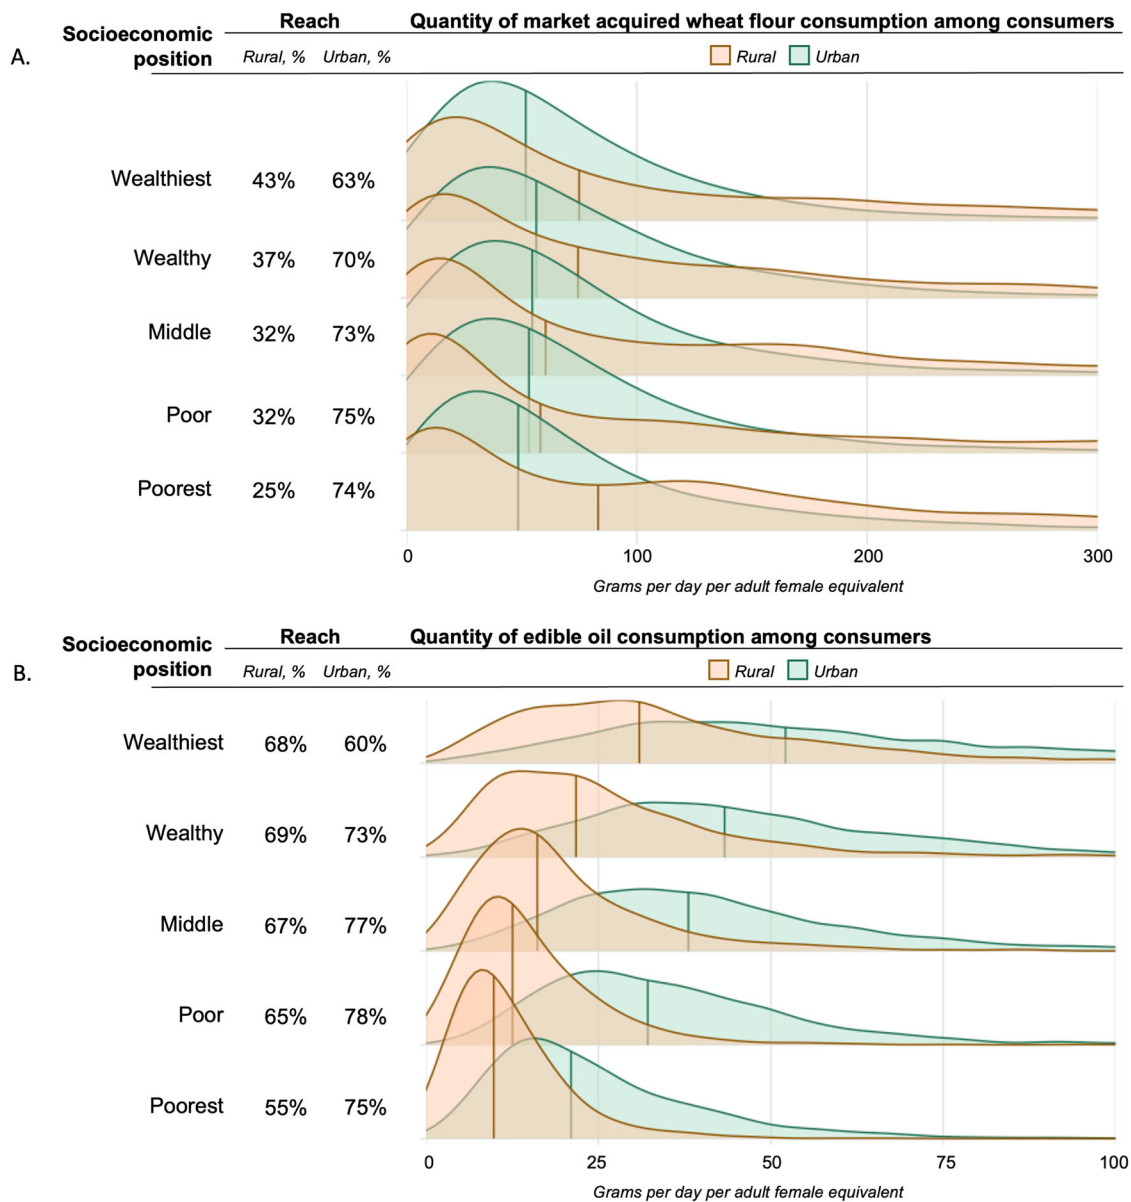 A.
Socioeconomic position Reach Quantity of market acquired wheat flour consumption among consumers
Rural, % Urban, % Rural Urban
Wealthiest 43% 63%
Wealthy 37% 70%
Middle 32% 73%
Poor 32% 75%
Poorest 25% 74%
0 100 200 300
Grams per day per adult female equivalent
B.
Socioeconomic position Reach Quantity of edible oil consumption among consumers
Rural, % Urban, % Rural Urban
Wealthiest 68% 60%
Wealthy 69% 73%
Middle 67% 77%
Poor 65% 78%
Poorest 55% 75%
0 25 50 75 100
Grams per day per adult female equivalent